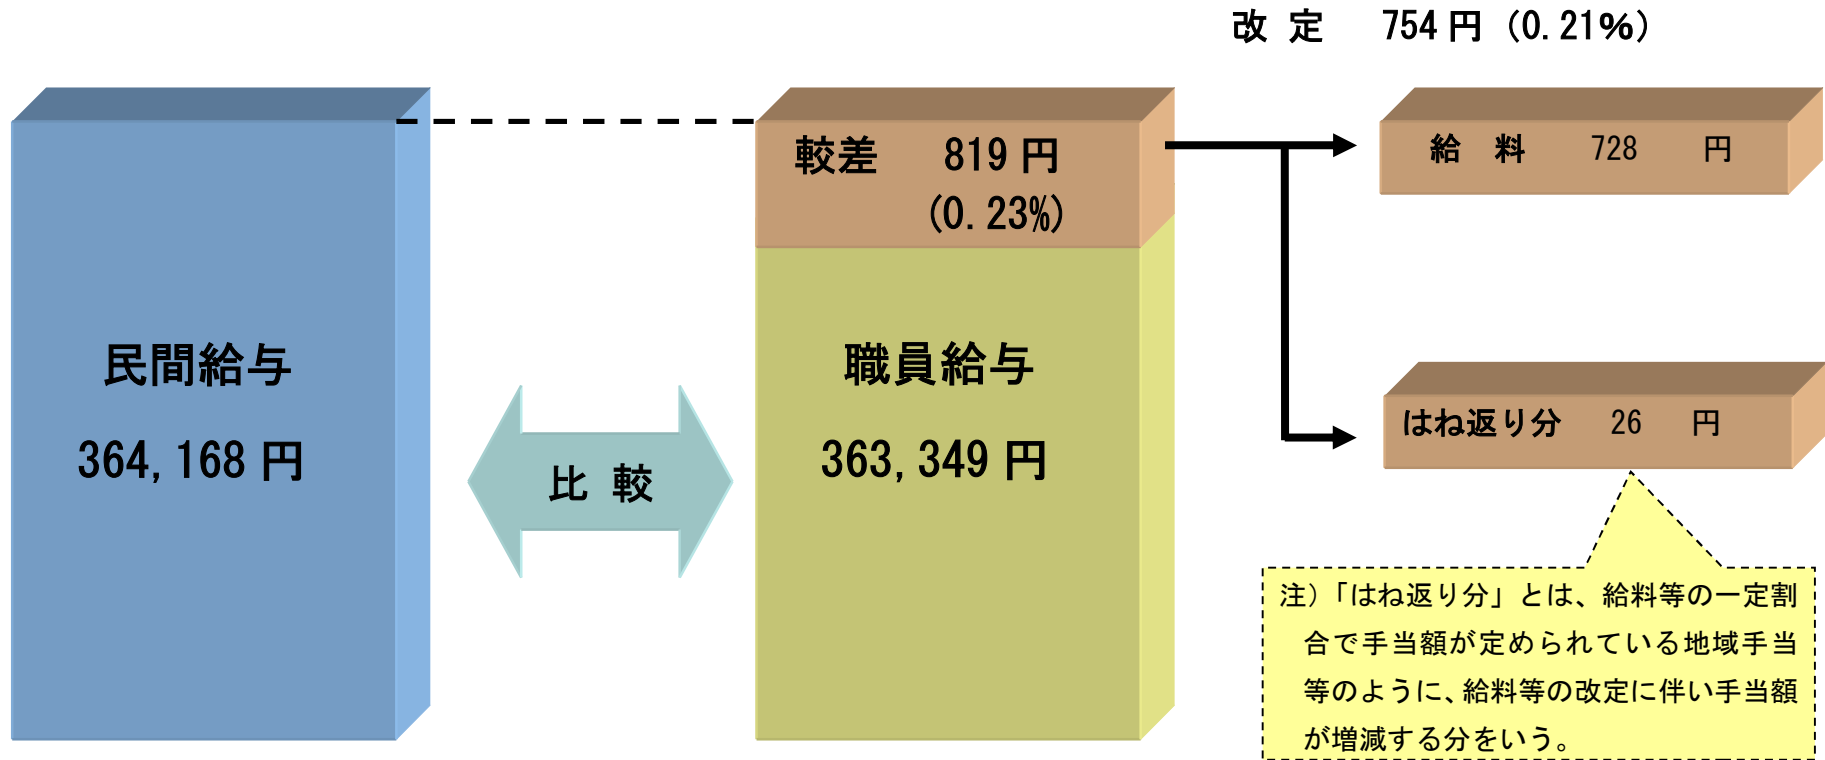 改 定　754 円 (0.21%)
較差　819 円
(0.23%)
給 料　728　円
民間給与
364,168 円
比 較
職員給与
363,349 円
はね返り分　26　円
注)「はね返り分」とは、給料等の一定割
合で手当額が定められている地域手当
等のように、給料等の改定に伴い手当額
が増減する分をいう。